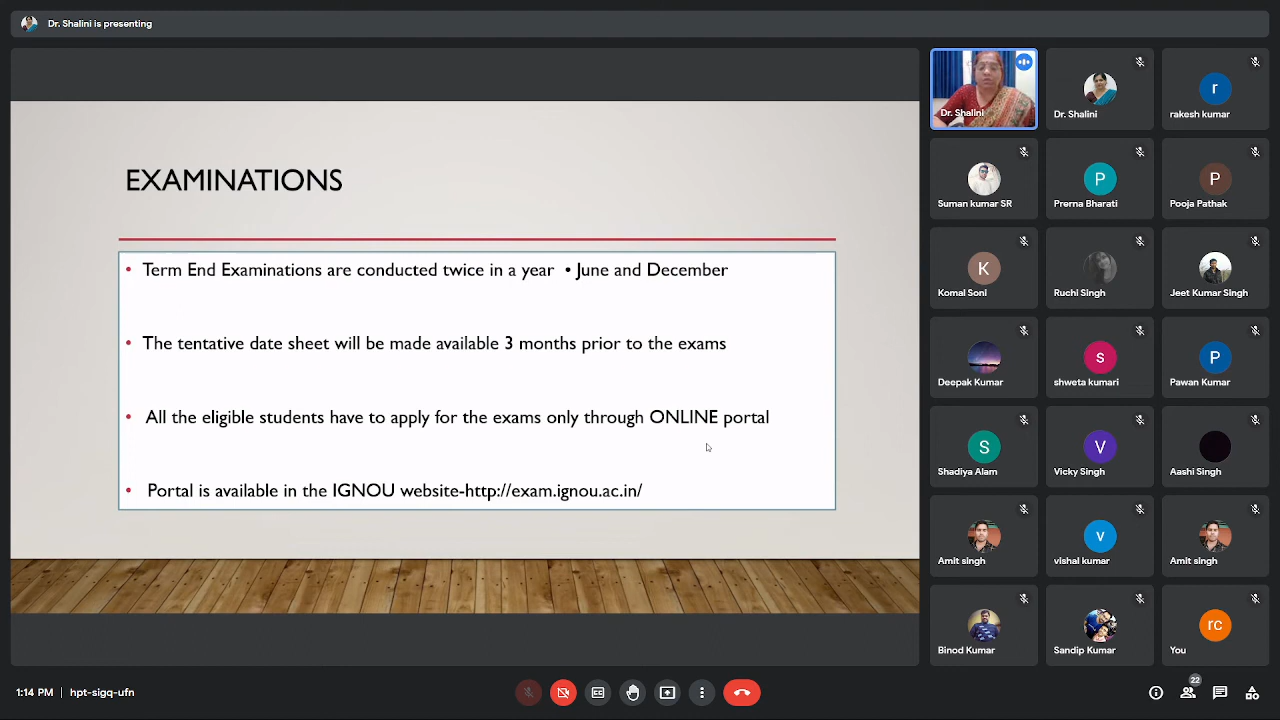 Dr. Shalini is presenting
EXAMINATIONS
• Term End Examinations are conducted twice in a year • June and December
• The tentative date sheet will be made available 3 months prior to the exams
• All the eligible students have to apply for the exams only through ONLINE portal
• Portal is available in the IGNOU website-http://exam.ignou.ac.in/
Dr. Shalini
Dr. Shalini
r
rakesh kumar
Suman kumar SR
P
Prerna Bharati
P
Pooja Pathak
K
Komal Soni
Ruchi Singh
Jeet Kumar Singh
Deepak Kumar
s
shweta kumari
P
Pawan Kumar
S
Shadiya Alam
V
Vicky Singh
Aashi Singh
Amit singh
v
vishal kumar
Amit singh
Binod Kumar
Sandip Kumar
rc
You
1:14 PM | hpt-sigq-ufn
22